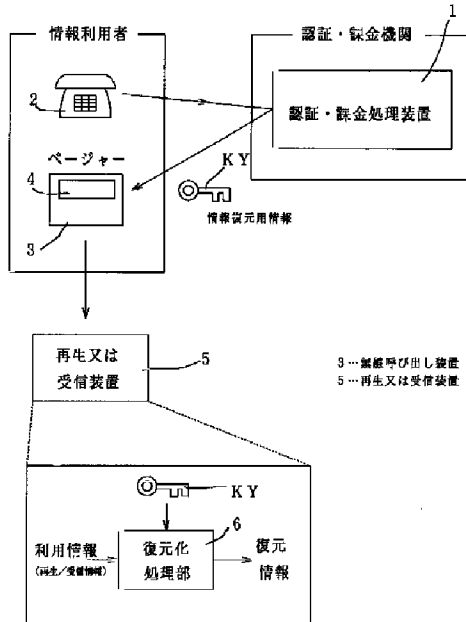 情報利用者
認証・課金機関
1
2
認証・課金処理装置
ページャー
4
KY
情報復元用情報
3
再生又は
受信装置
5
3…無線呼び出し装置
5…再生又は受信装置
KY
6
利用情報
(再生/受信情報)
復元化
処理部
復元
情報